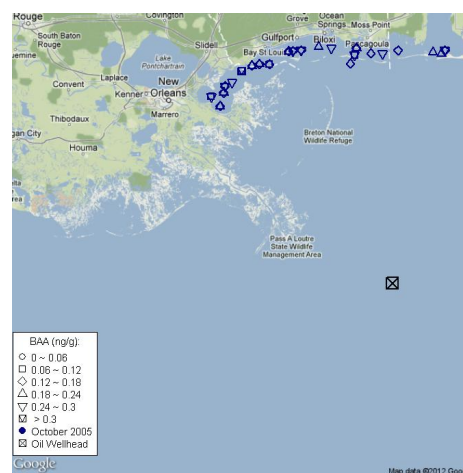 Covington
Grove
Ocean
Springs
Moss Point
Rouge
South Baton
Rouge
Slidell
Gulfport
Biloxi
Pascagoula
Bay St Louis
Lake
Pontchartrain
Convent
Laplace
Kenner
New
Orleans
Marrero
Thibodaux
Houma
gan City
Breton National
Wildlife Refuge
Pass A Loutre
State Wildlife
Management Area
BAA (ng/g):
0 ~ 0.06
0.06 ~ 0.12
0.12 ~ 0.18
0.18 ~ 0.24
0.24 ~ 0.3
> 0.3
October 2005
Oil Wellhead
Google
Map data ©2012 Goo